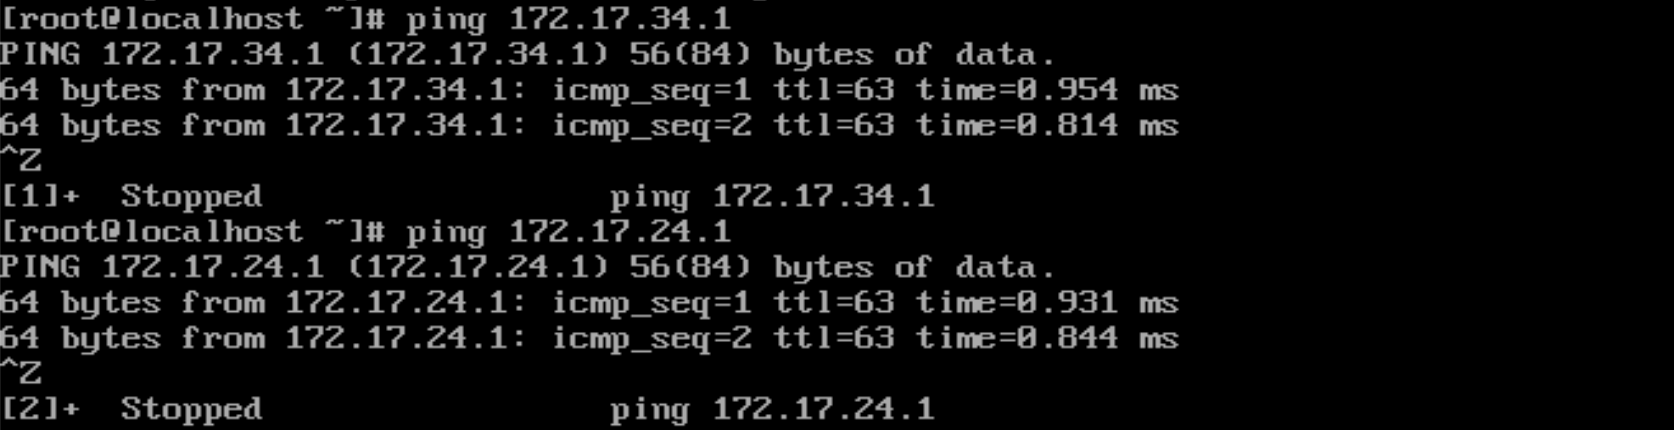 [root@localhost ~]# ping 172.17.34.1
PING 172.17.34.1 (172.17.34.1) 56(84) bytes of data.
64 bytes from 172.17.34.1: icmp_seq=1 ttl=63 time=0.954 ms
64 bytes from 172.17.34.1: icmp_seq=2 ttl=63 time=0.814 ms
^Z
[1]+  Stopped                 ping 172.17.34.1
[root@localhost ~]# ping 172.17.24.1
PING 172.17.24.1 (172.17.24.1) 56(84) bytes of data.
64 bytes from 172.17.24.1: icmp_seq=1 ttl=63 time=0.931 ms
64 bytes from 172.17.24.1: icmp_seq=2 ttl=63 time=0.844 ms
^Z
[2]+  Stopped                 ping 172.17.24.1